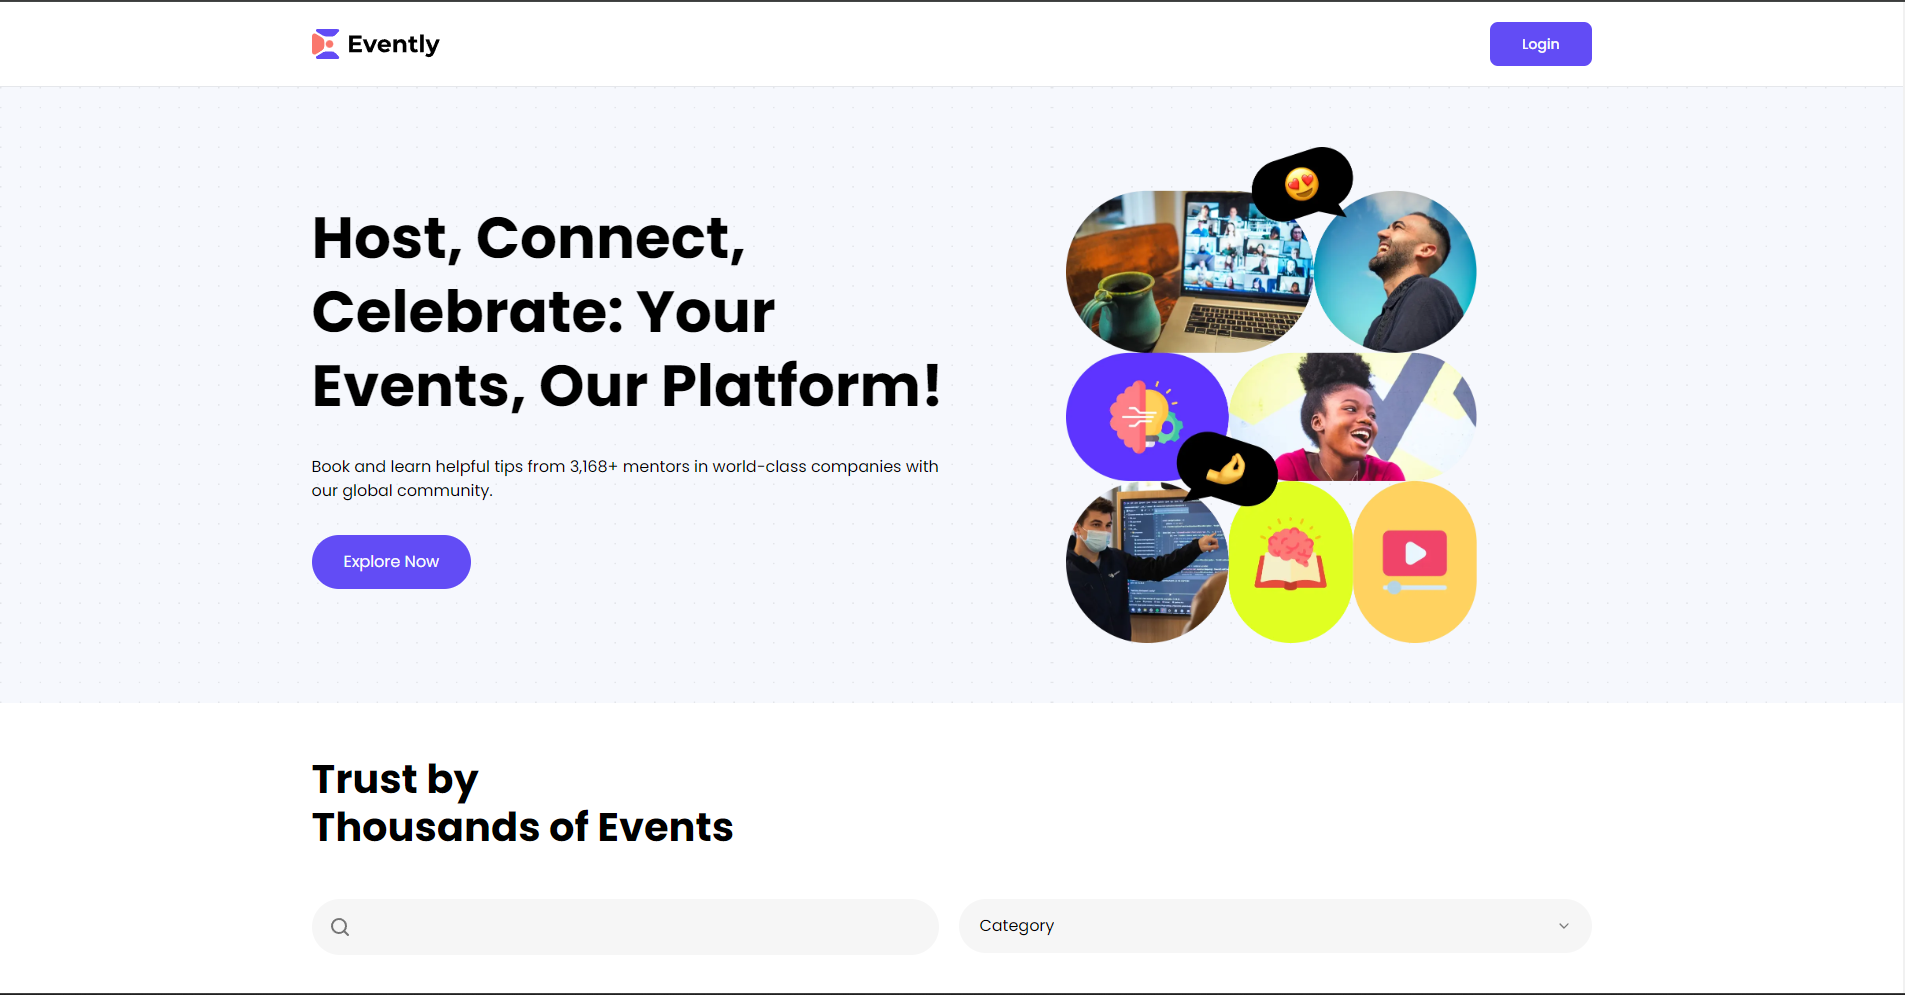 Evently
Login
Host, Connect,
Celebrate: Your
Events, Our Platform!
Book and learn helpful tips from 3,168+ mentors in world-class companies with
our global community.
Explore Now
Trust by
Thousands of Events
Category